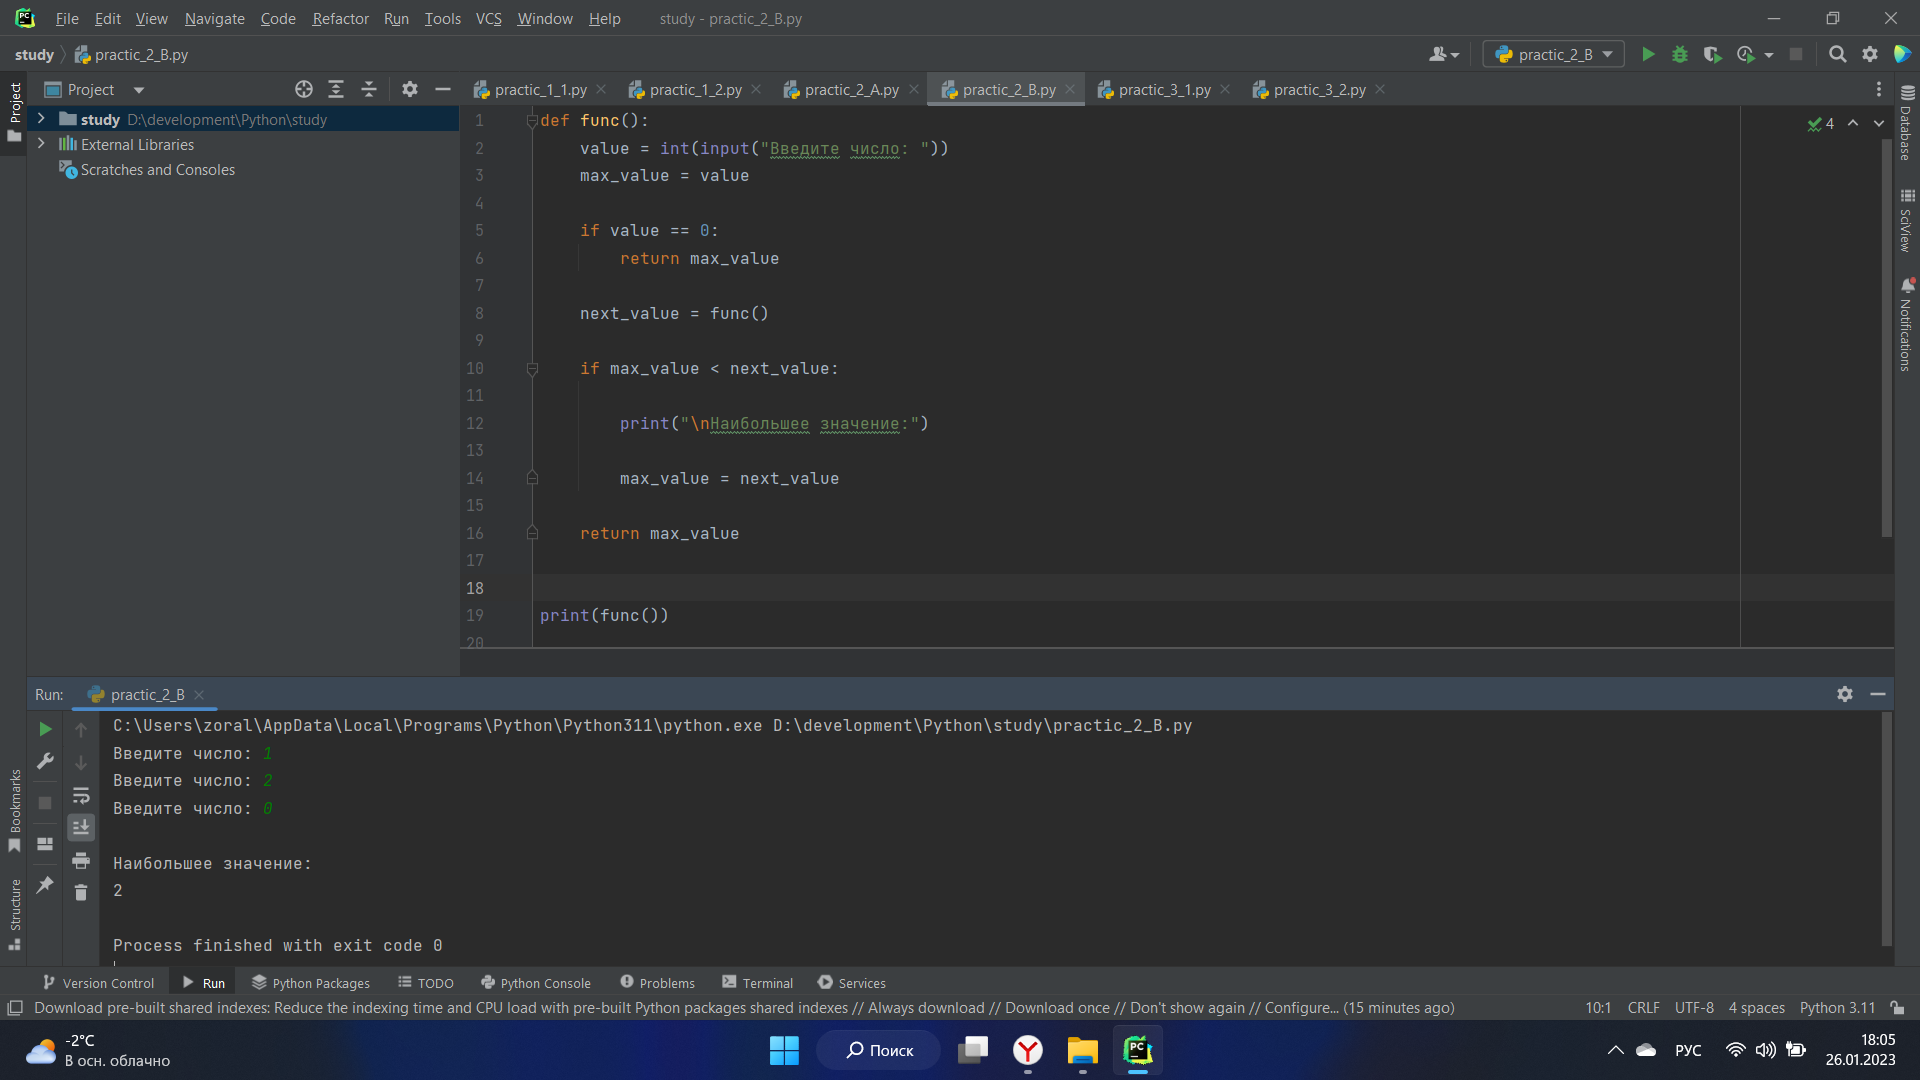 PC File Edit View Navigate Code Refactor Run Tools VCS Window Help study - practic_2_B.py
study practic_2_B.py practic_2_B
Project practic_1_1.py practic_1_2.py practic_2_A.py practic_2_B.py practic_3_1.py practic_3_2.py
Project
study D:\development\Python\study
External Libraries
Scratches and Consoles
4
1 def func():
2 value = int(input("Введите число: "))
3 max_value = value
4
5 if value == 0:
6 return max_value
7
8 next_value = func()
9
10 if max_value < next_value:
11
12 print("\nНаибольшее значение:")
13
14 max_value = next_value
15
16 return max_value
17
18
19 print(func())
20
Database
SciView
Notifications
Run: practic_2_B
C:\Users\zoral\AppData\Local\Programs\Python\Python311\python.exe D:\development\Python\study\practic_2_B.py
Введите число: 1
Введите число: 2
Введите число: 0
Наибольшее значение:
2
Process finished with exit code 0
Bookmarks
Structure
Version Control Run Python Packages TODO Python Console Problems Terminal Services
Download pre-built shared indexes: Reduce the indexing time and CPU load with pre-built Python packages shared indexes // Always download // Download once // Don't show again // Configure... (15 minutes ago) 10:1 CRLF UTF-8 4 spaces Python 3.11
-2°C
В осн. облачно
Поиск
PC
РУС
18:05
26.01.2023